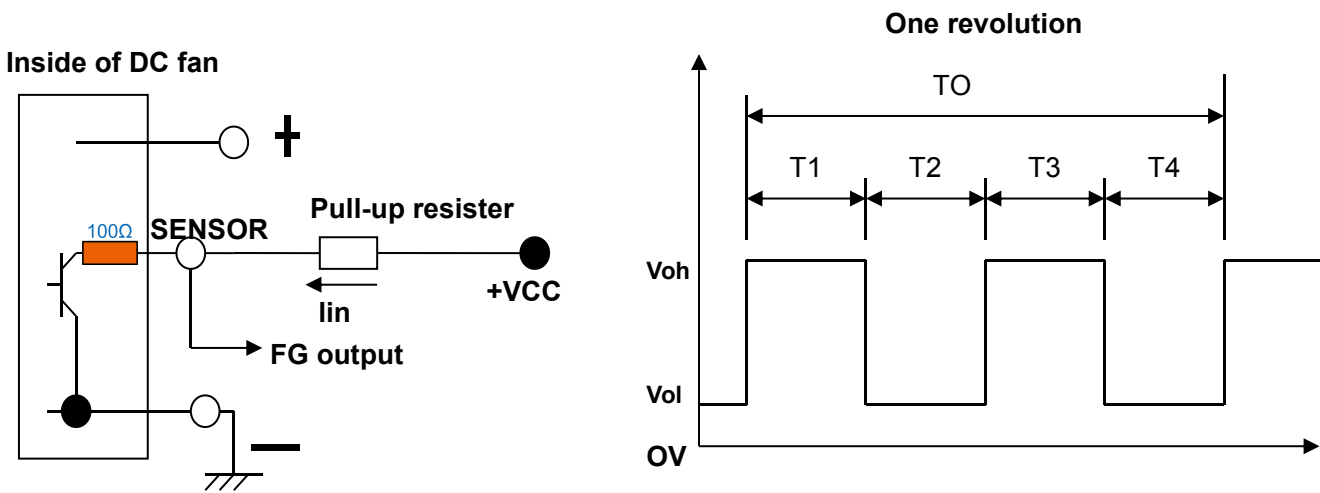 Inside of DC fan
+
100Ω
SENSOR
Pull-up resister
+VCC
Iin
FG output
—
One revolution
TO
T1 T2 T3 T4
Voh
Vol
OV